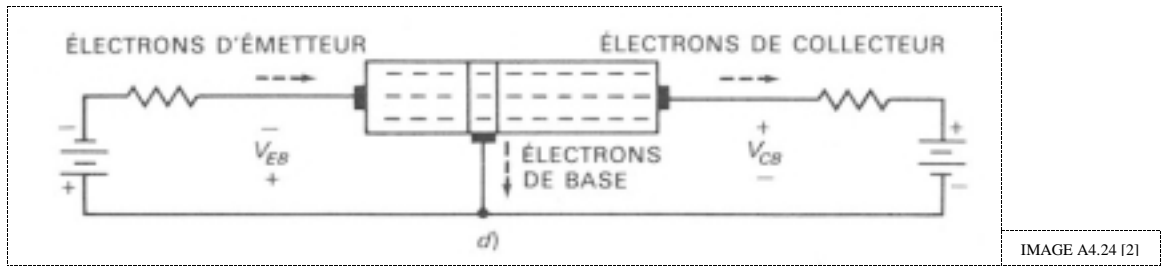 ÉLECTRONS D'ÉMETTEUR
ÉLECTRONS DE COLLECTEUR
−
+
V_EB
−
+
+
V_CB
−
+
−
ÉLECTRONS
DE BASE
d)
IMAGE A4.24 [2]